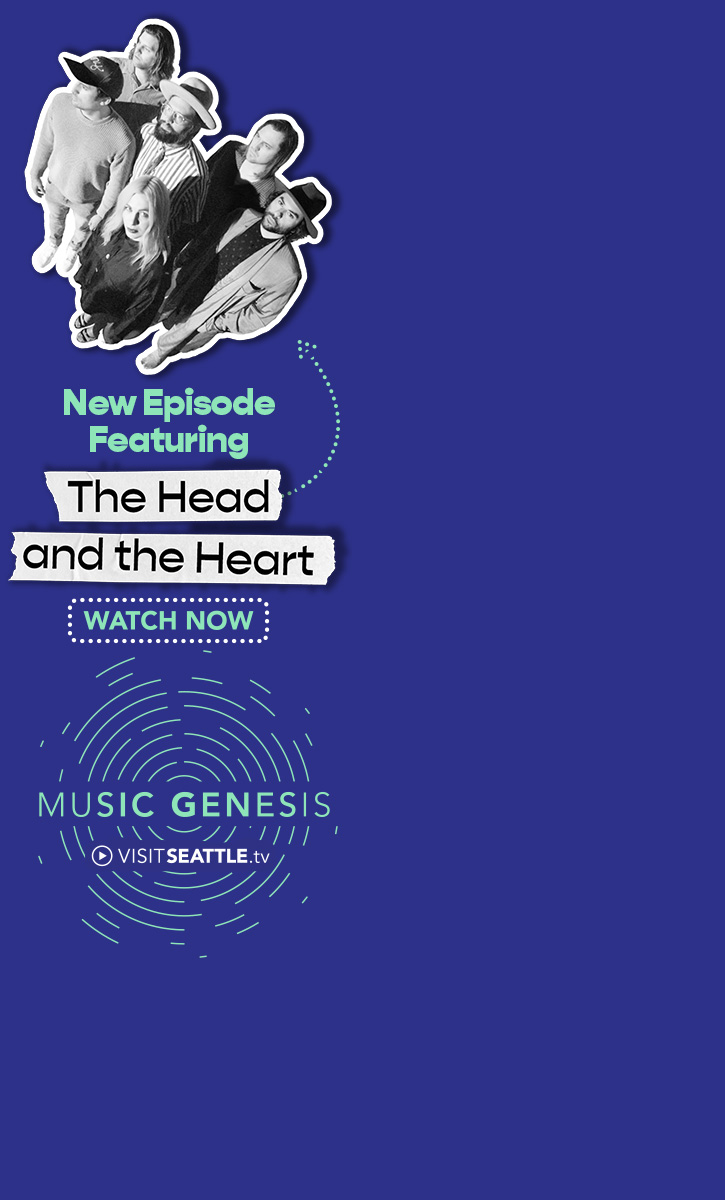 New Episode
Featuring
The Head
and the Heart
WATCH NOW
MUSIC GENESIS
VISITSEATTLE.tv